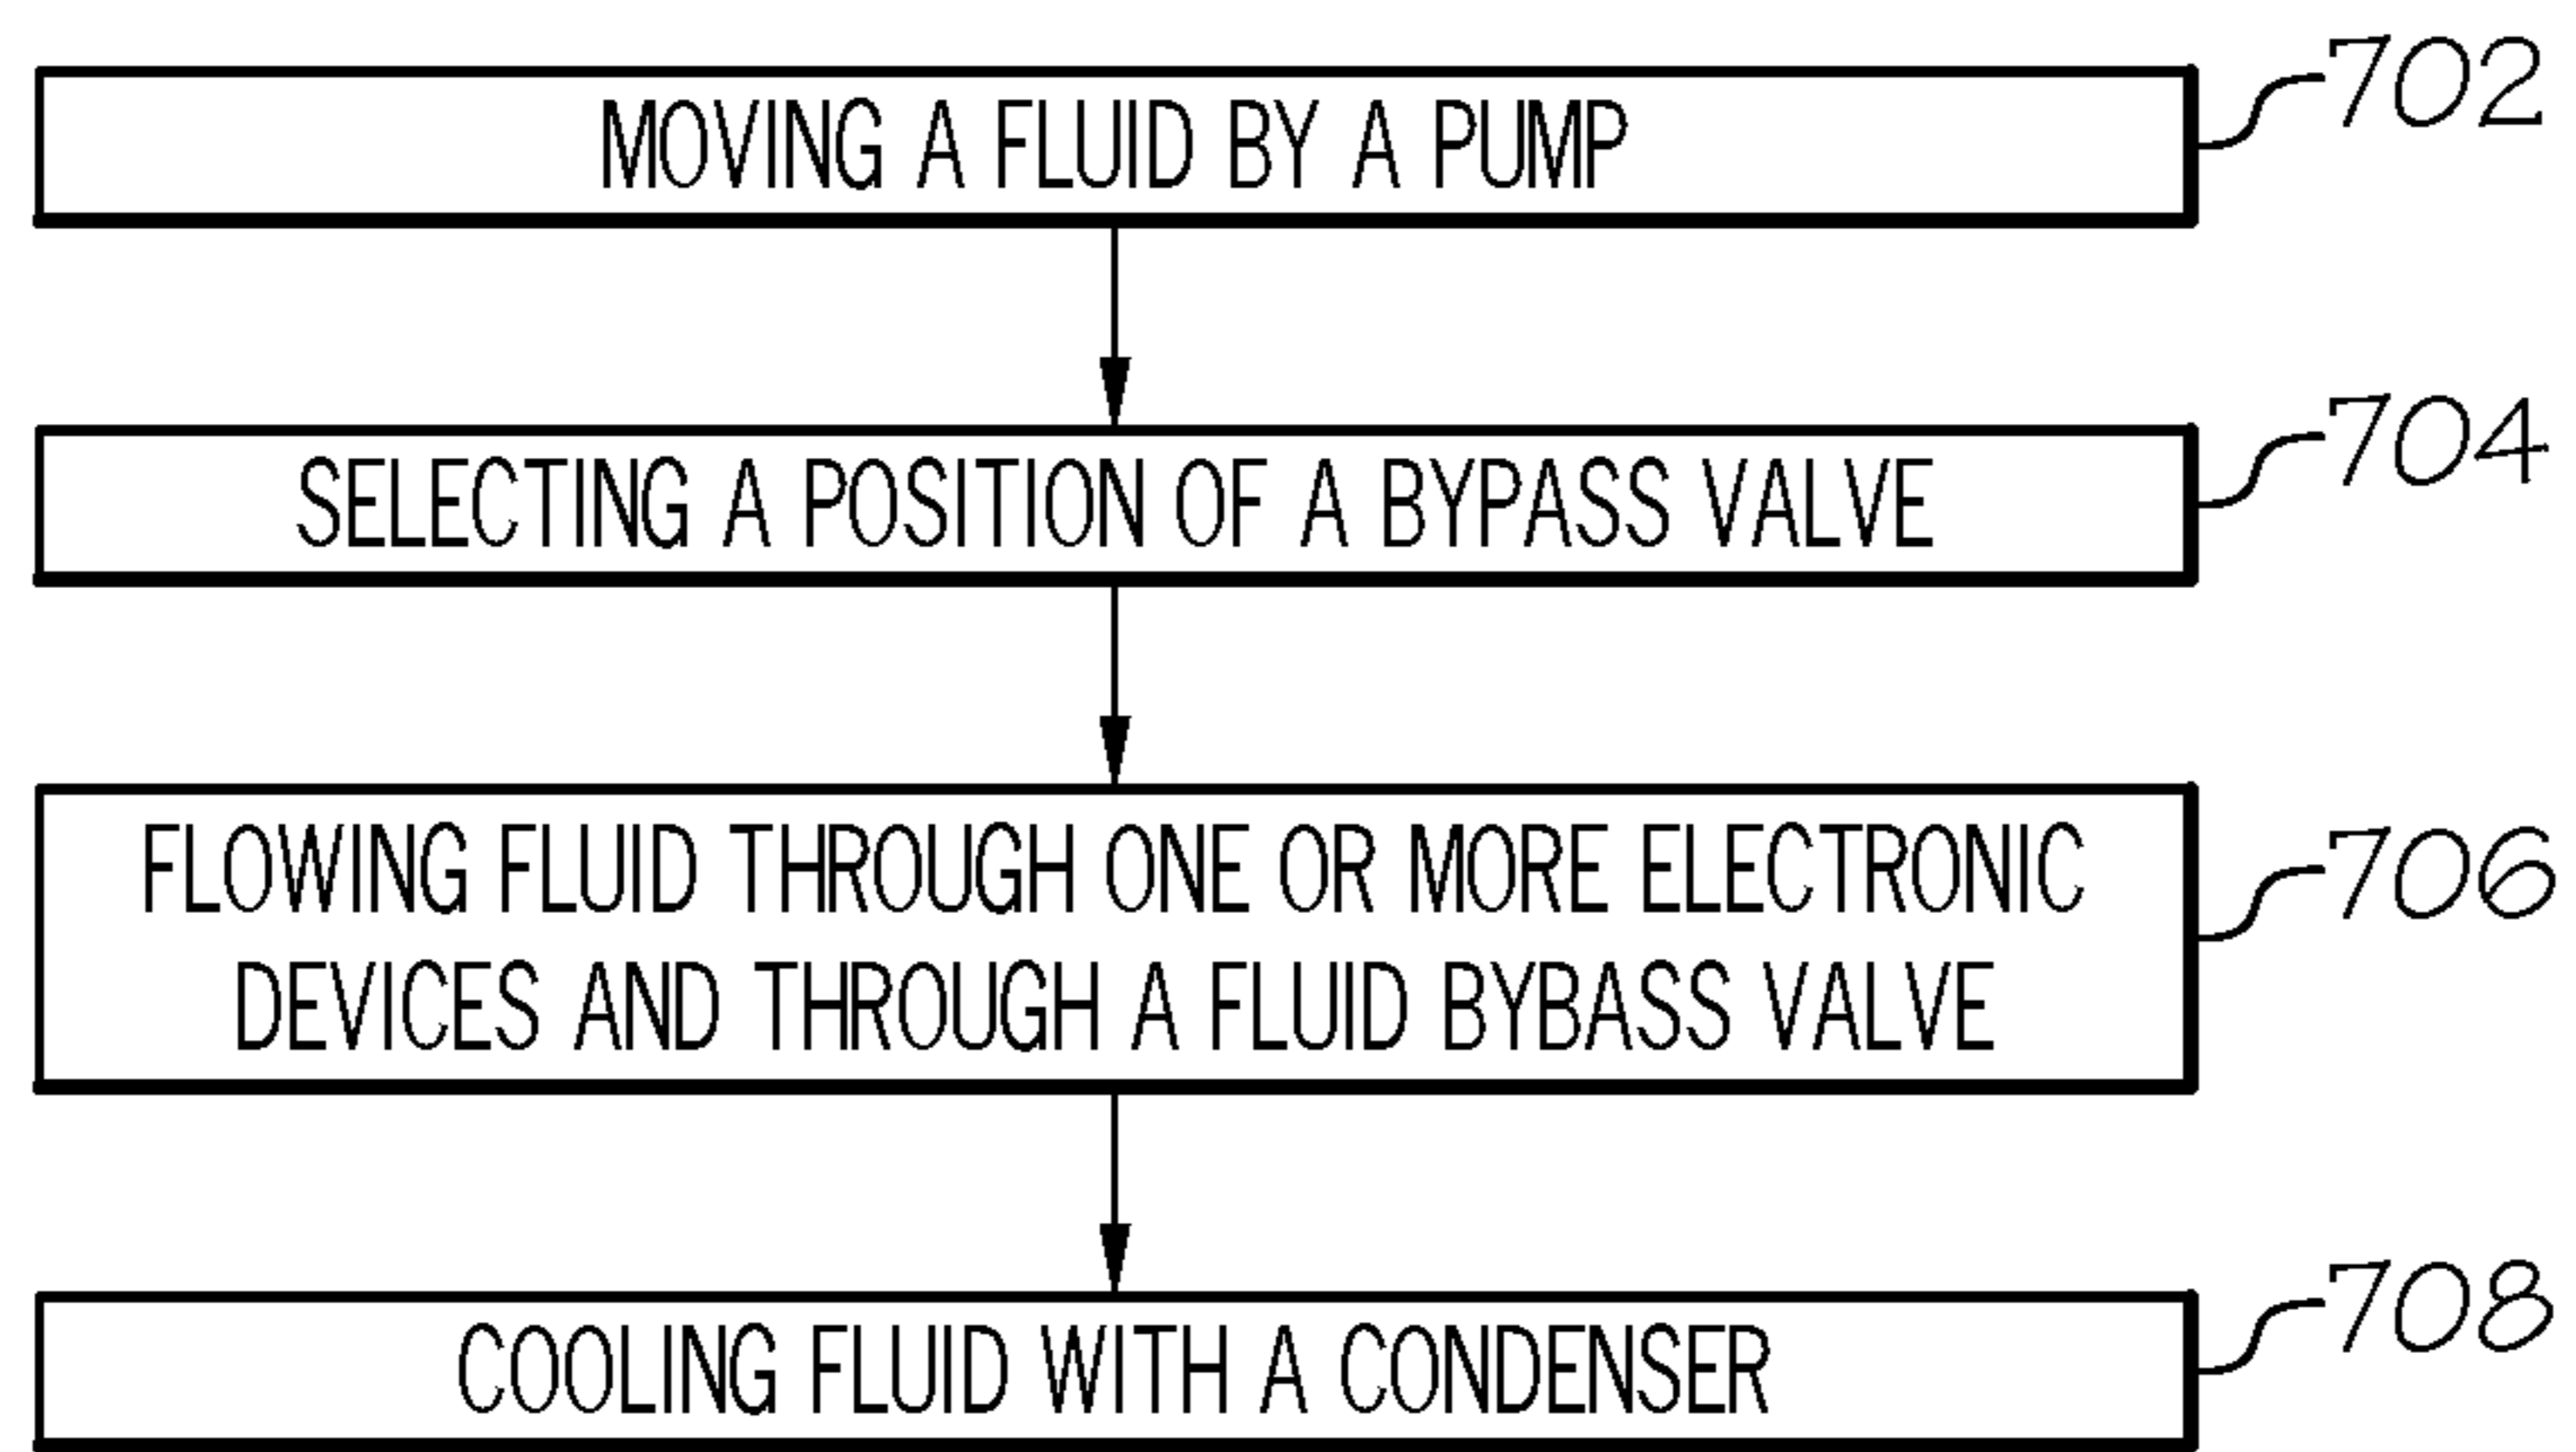 MOVING A FLUID BY A PUMP
702
SELECTING A POSITION OF A BYPASS VALVE
704
FLOWING FLUID THROUGH ONE OR MORE ELECTRONIC
DEVICES AND THROUGH A FLUID BYBASS VALVE
706
COOLING FLUID WITH A CONDENSER
708